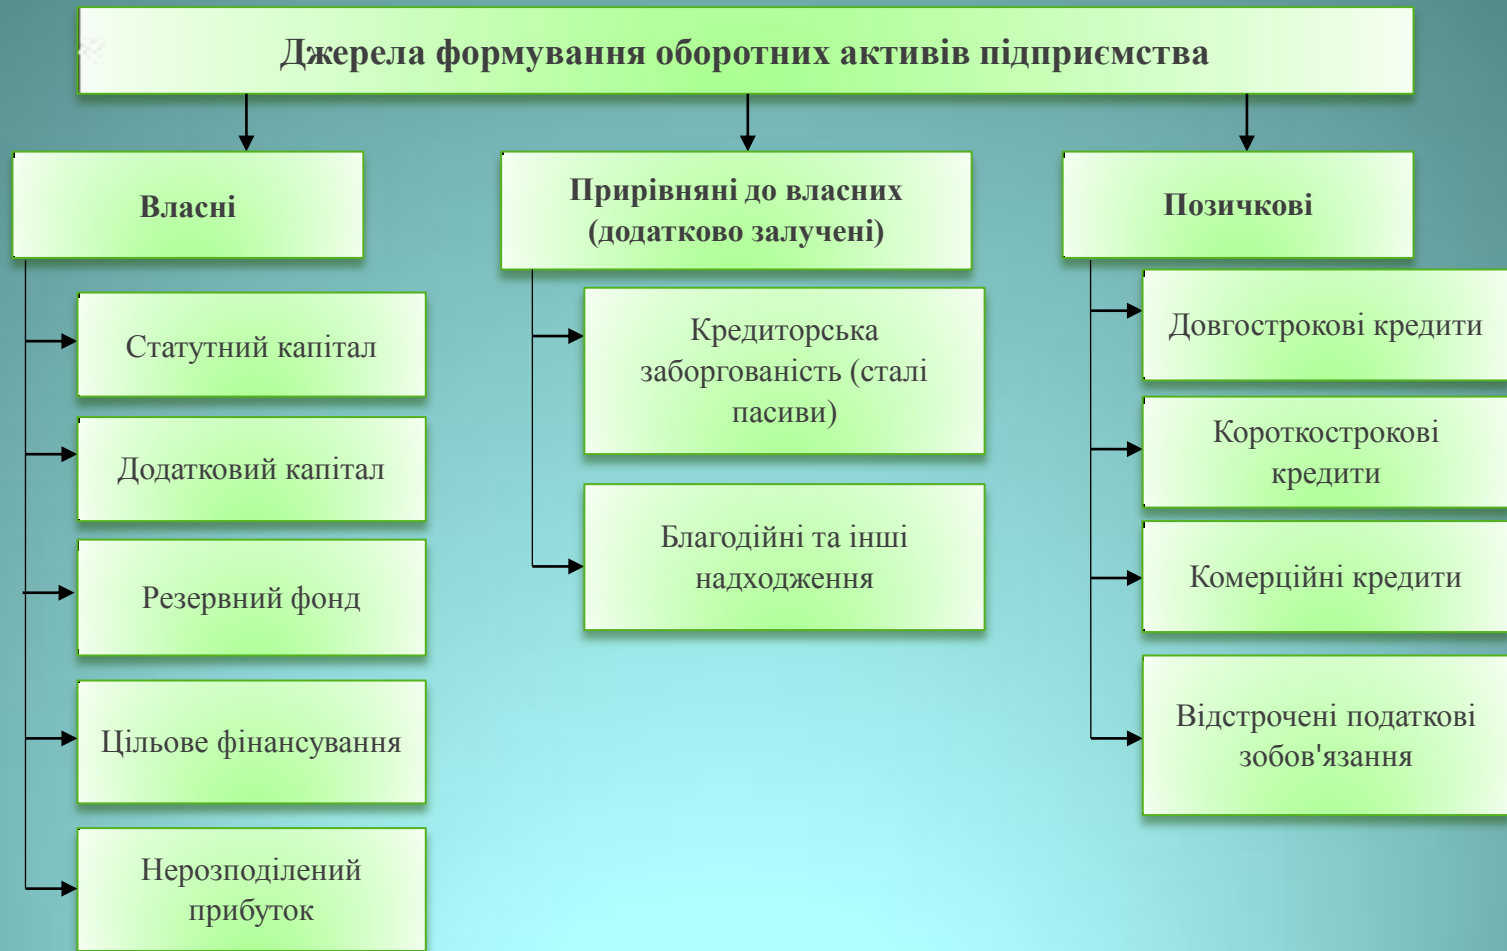 Джерела формування оборотних активів підприємства
Власні
Статутний капітал
Додатковий капітал
Резервний фонд
Цільове фінансування
Нерозподілений
прибуток
Прирівняні до власних
(додатково залучені)
Кредиторська
заборгованість (сталі
пасиви)
Благодійні та інші
надходження
Позичкові
Довгострокові кредити
Короткострокові
кредити
Комерційні кредити
Відстрочені податкові
зобов'язання